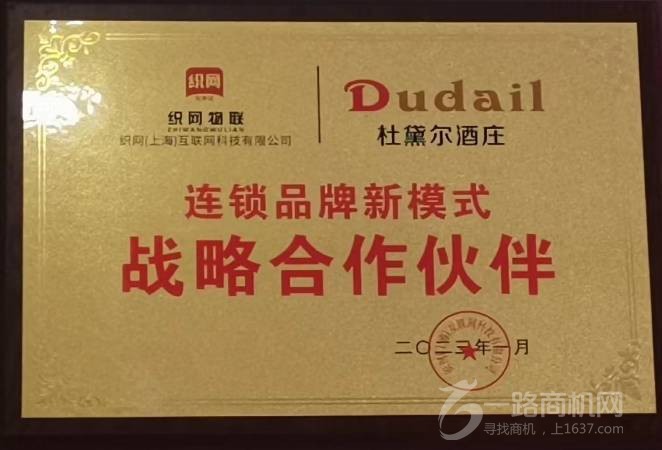 织网
织网物联
ZHIWANGWULIAN
织网(上海)互联网科技有限公司
Dudail
杜黛尔酒庄
连锁品牌新模式
战略合作伙伴
二〇二三年一月
一路商机网
寻找商机，上1637.com